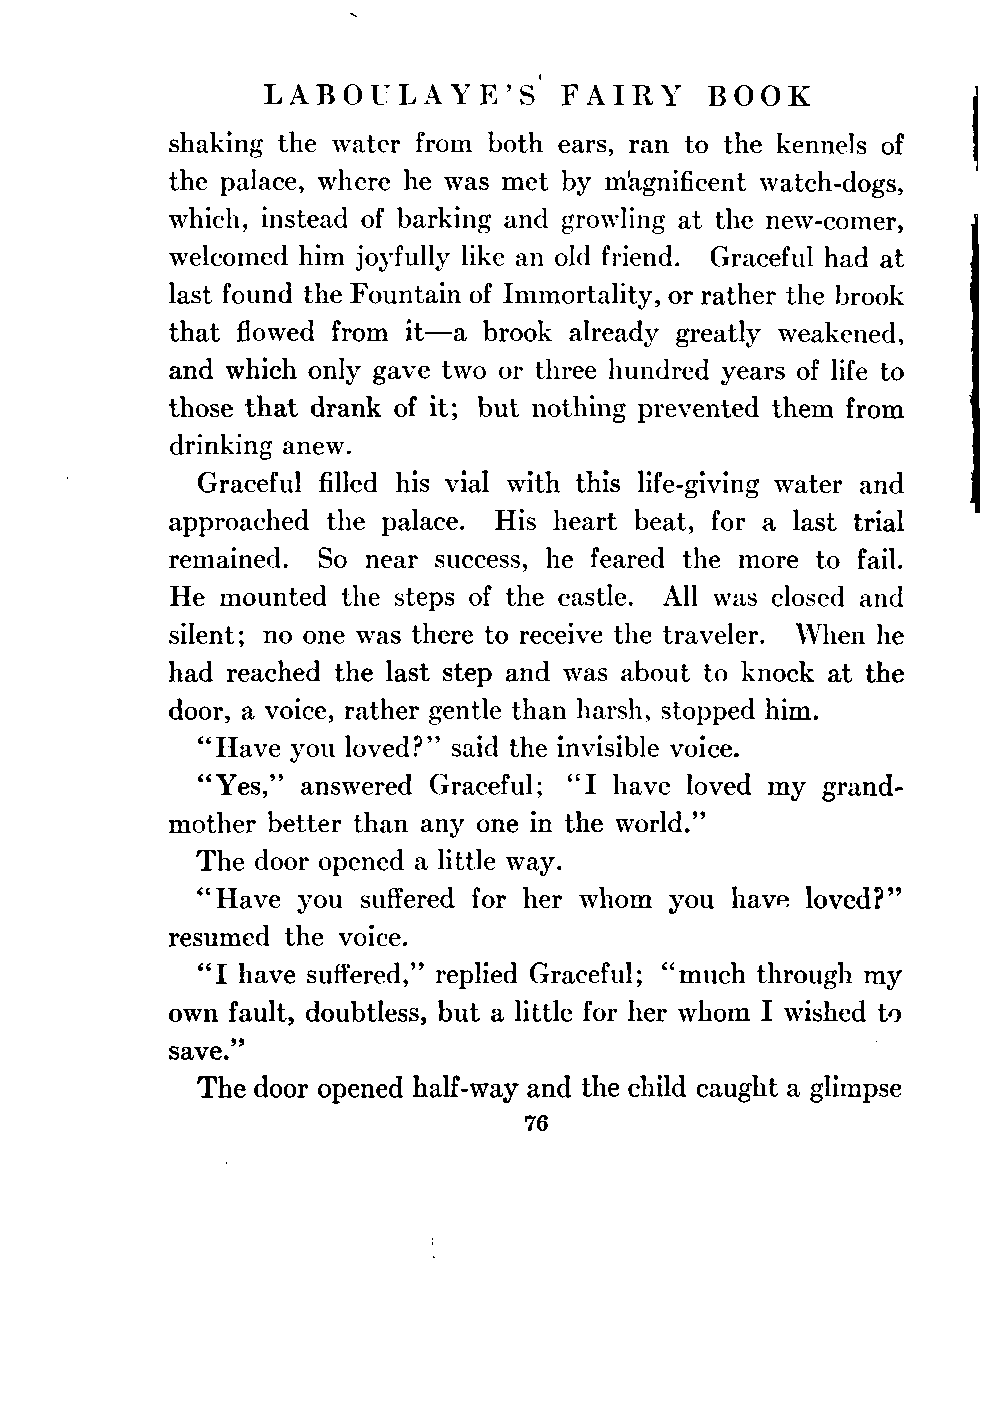 LABOULAYE'S FAIRY BOOK
shaking the water from both ears, ran to the kennels of
the palace, where he was met by magnificent watch-dogs,
which, instead of barking and growling at the new-comer,
welcomed him joyfully like an old friend. Graceful had at
last found the Fountain of Immortality, or rather the brook
that flowed from it—a brook already greatly weakened,
and which only gave two or three hundred years of life to
those that drank of it; but nothing prevented them from
drinking anew.
Graceful filled his vial with this life-giving water and
approached the palace. His heart beat, for a last trial
remained. So near success, he feared the more to fail.
He mounted the steps of the castle. All was closed and
silent; no one was there to receive the traveler. When he
had reached the last step and was about to knock at the
door, a voice, rather gentle than harsh, stopped him.
"Have you loved?" said the invisible voice.
"Yes," answered Graceful; "I have loved my grand-
mother better than any one in the world."
The door opened a little way.
"Have you suffered for her whom you have loved?"
resumed the voice.
"I have suffered," replied Graceful; "much through my
own fault, doubtless, but a little for her whom I wished to
save."
The door opened half-way and the child caught a glimpse
76